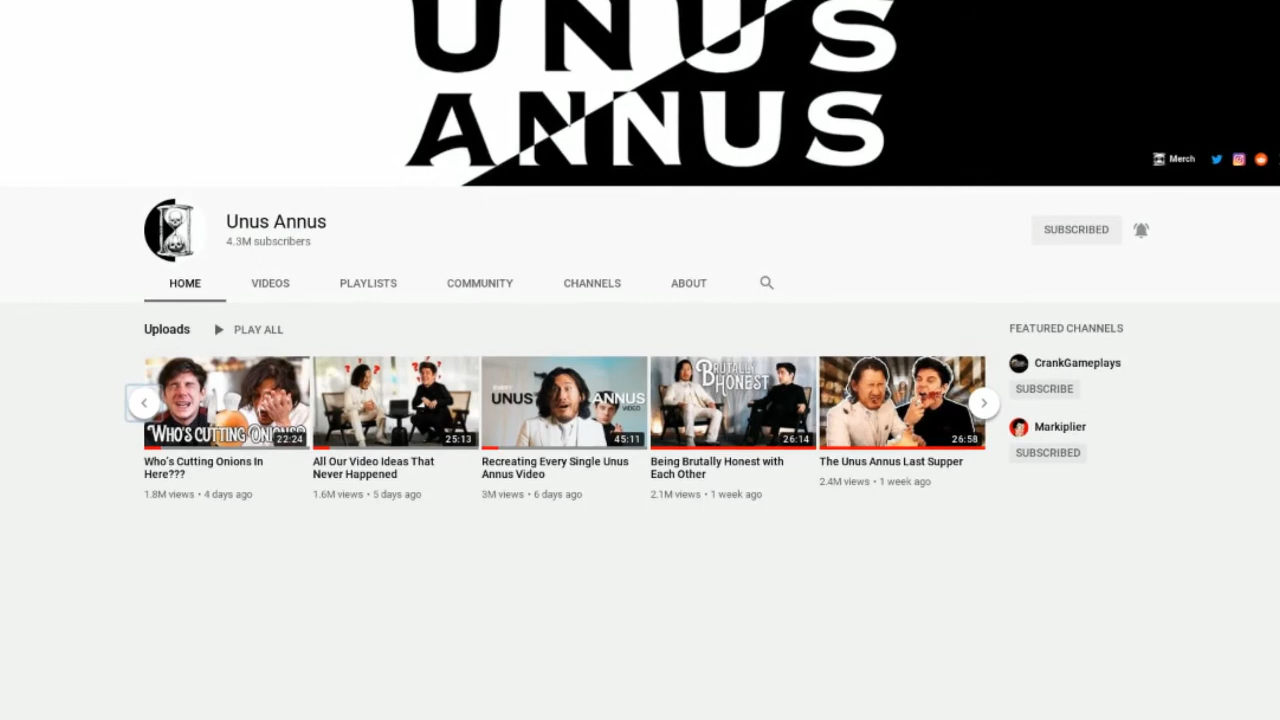 UNUS
ANNUS
Merch
Unus Annus
4.3M subscribers
SUBSCRIBED
HOME VIDEOS PLAYLISTS COMMUNITY CHANNELS ABOUT
Uploads PLAY ALL
FEATURED CHANNELS
CrankGameplays
SUBSCRIBE
Markiplier
SUBSCRIBED
WHO'S CUTTING ONIONS?
22:24
Who's Cutting Onions In
Here???
1.8M views • 4 days ago
? ? ? ?
25:13
All Our Video Ideas That
Never Happened
1.6M views • 5 days ago
EVERY
UNUS ANNUS
VIDEO
45:11
Recreating Every Single Unus
Annus Video
3M views • 6 days ago
BRUTALLY
HONEST
26:14
Being Brutally Honest with
Each Other
2.1M views • 1 week ago
26:58
The Unus Annus Last Supper
2.4M views • 1 week ago